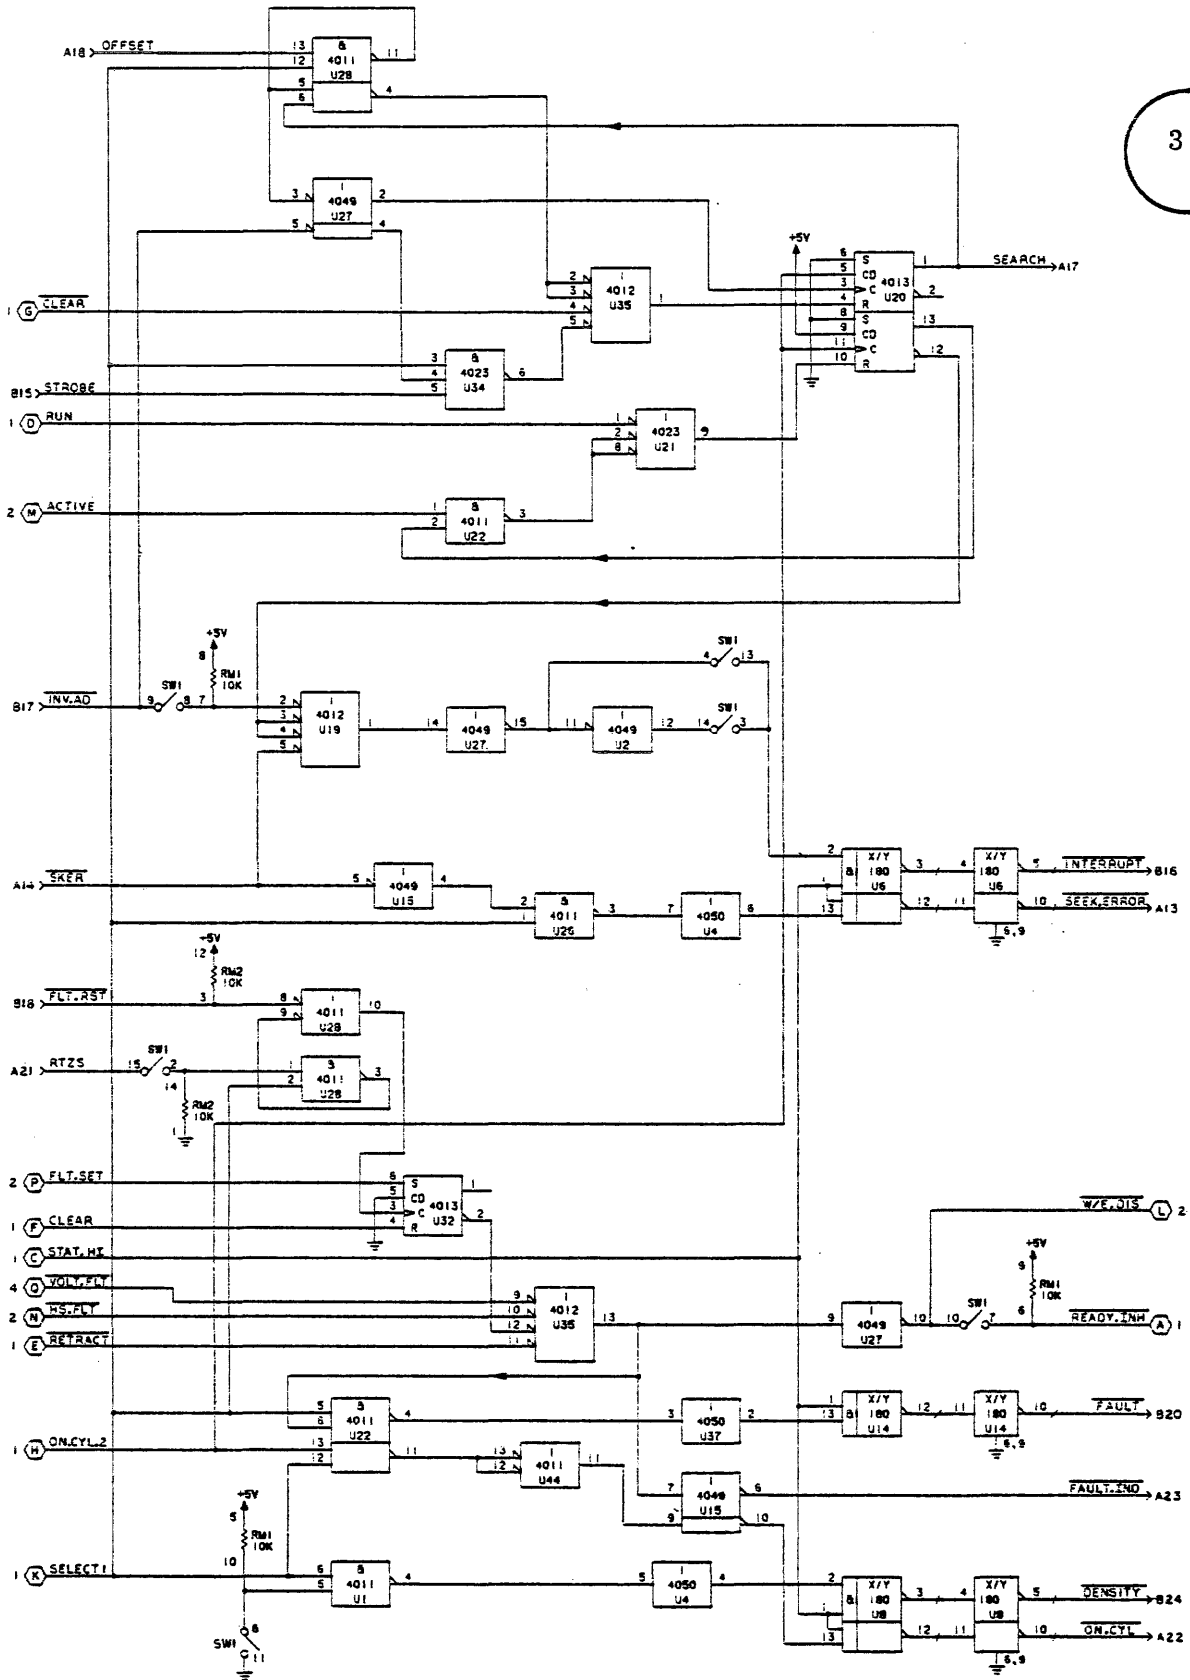 3
A18 OFFSET 13 & 11
12 4011
U28
5 4
6
3 1 2
4049
U27
5 4
+5V
6 S 1 SEARCH A17
5 CD
3 C 4013 2
4 R U20
8 S 13
9 CD
11 C 12
10 R
2 1 1
3 4012
4 U35
5
1 G CLEAR
3 & 6
4 4023
5 U34
B15 STROBE
1 D RUN
1 1 9
2 4023
8 U21
2 M ACTIVE 1 & 3
2 4011
U22
+5V
8
RM1
10K
B17 INV.AD 9 SW1 8 7
2 1 1
3 4012
4 U19
5
14 1 15
4049
U27
11 1 12
4049
U2
SW1
4 13
SW1
14 3
A14 SKER 5 1 4
4049
U15
2 & 3
1 4011
U26
7 1 6
4050
U4
2 X/Y 3 4 X/Y 5 INTERRUPT B16
1 & 180 180
U6 U6
13 12 11 10 SEEK.ERROR A13
6,9
+5V
12
RM2
10K
B18 FLT.RST 3 8 1 10
9 4011
U28
A21 RTZS 15 SW1 2 1 & 3
14 2 4011
U28
RM2
10K
1
2 P FLT.SET 6 S 1
5 CD 4013
3 C U32 2
1 F CLEAR 4 R
1 C STAT.HI
4 Q VOLT.FLT 9 1 13
2 N HS.FLT 10 4012
12 U35
1 E RETRACT 11
W/E.DIS L 2
+5V
9
RM1
10K
6
9 1 10 10 SW1 7 READY.INH A 1
4049
U27
5 & 4
6 4011
U22
3 1 2
4050
U37
1 X/Y 12 11 X/Y 10 FAULT B20
13 & 180 180
U14 U14
6,9
1 H ON.CYL.2 13 11
12
13 1 11
12 4011
U44
7 1 6 FAULT.IND A23
4049
U15
9 10
+5V
5
RM1
10K
10
1 K SELECT1 6 & 4
5 4011
U1
5 1 4
4050
U4
2 X/Y 3 4 X/Y 5 DENSITY B24
1 & 180 180
U8 U8
13 12 11 10 ON.CYL A22
6,9
SW1 6
11